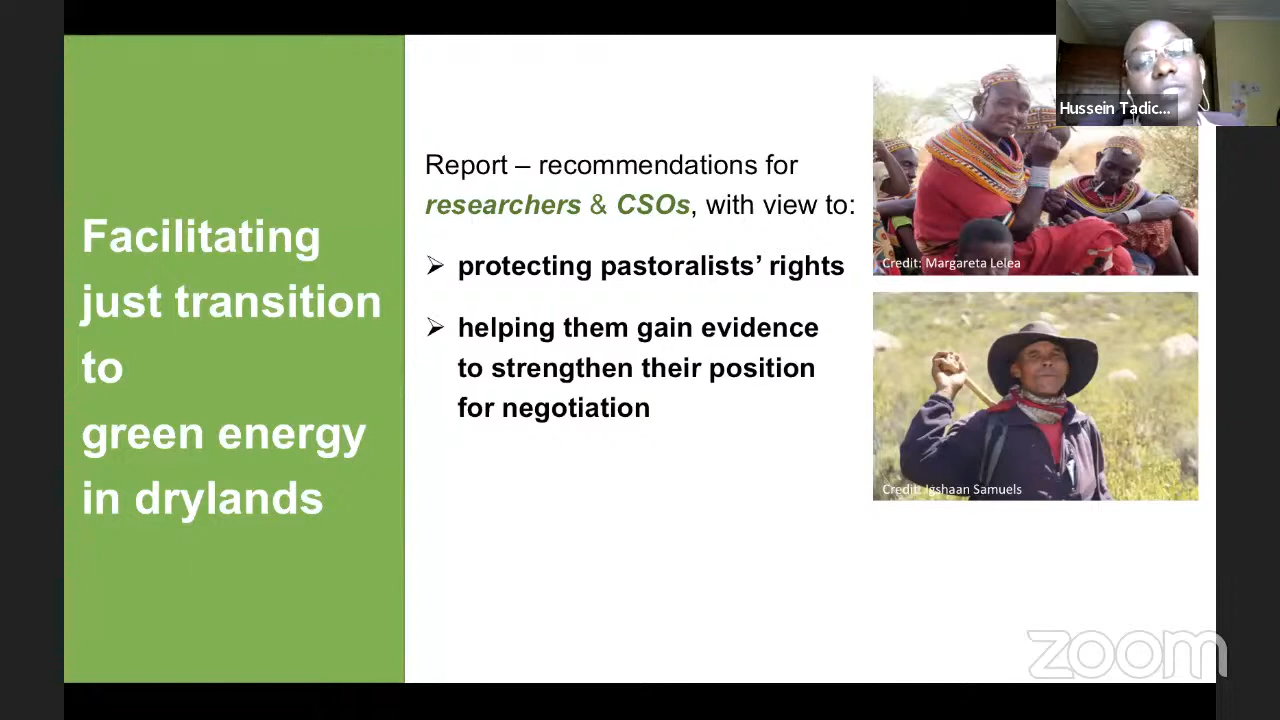 Facilitating
just transition
to
green energy
in drylands
Report – recommendations for
researchers & CSOs, with view to:
➢ protecting pastoralists’ rights
➢ helping them gain evidence
to strengthen their position
for negotiation
Hussein Tadic...
Credit: Margareta Lelea
Credit: Igshaan Samuels
zoom